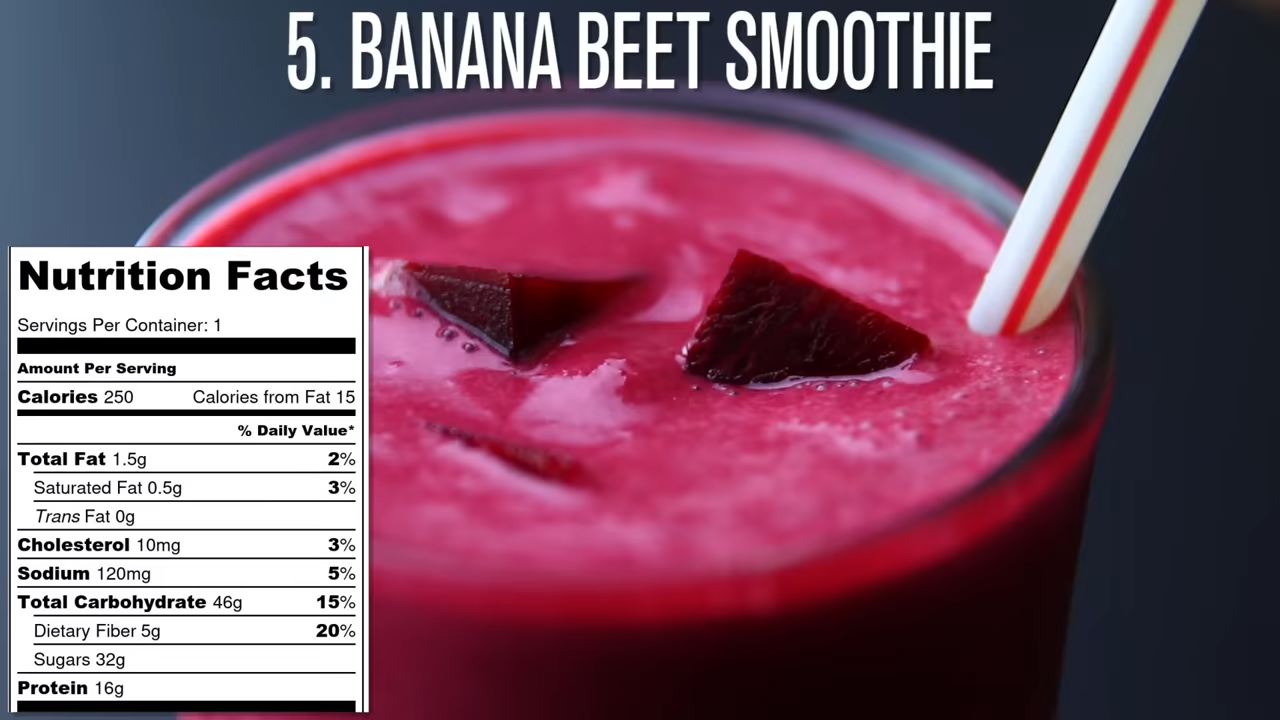 5. BANANA BEET SMOOTHIE
Nutrition Facts
Servings Per Container: 1
Amount Per Serving
Calories 250 Calories from Fat 15
% Daily Value*
Total Fat 1.5g 2%
Saturated Fat 0.5g 3%
Trans Fat 0g
Cholesterol 10mg 3%
Sodium 120mg 5%
Total Carbohydrate 46g 15%
Dietary Fiber 5g 20%
Sugars 32g
Protein 16g